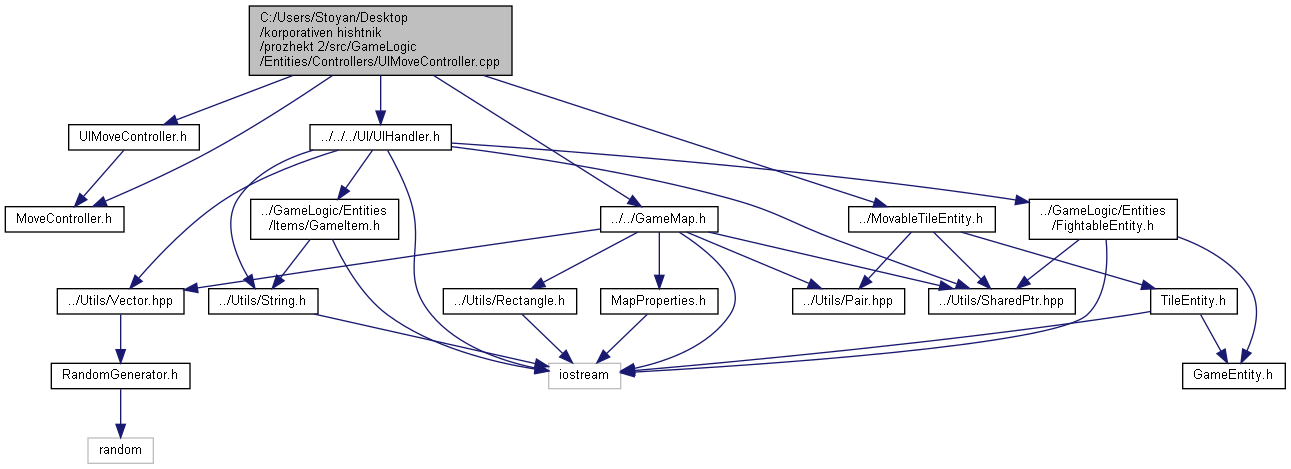 C:/Users/Stoyan/Desktop
/korporativen hishtnik
/prozhekt 2/src/GameLogic
/Entities/Controllers/UIMoveController.cpp
UIMoveController.h
../../../UI/UIHandler.h
MoveController.h
../GameLogic/Entities
/Items/GameItem.h
../../GameMap.h
../MovableTileEntity.h
../GameLogic/Entities
/FightableEntity.h
../Utils/Vector.hpp
../Utils/String.h
../Utils/Rectangle.h
MapProperties.h
../Utils/Pair.hpp
../Utils/SharedPtr.hpp
TileEntity.h
RandomGenerator.h
iostream
GameEntity.h
random